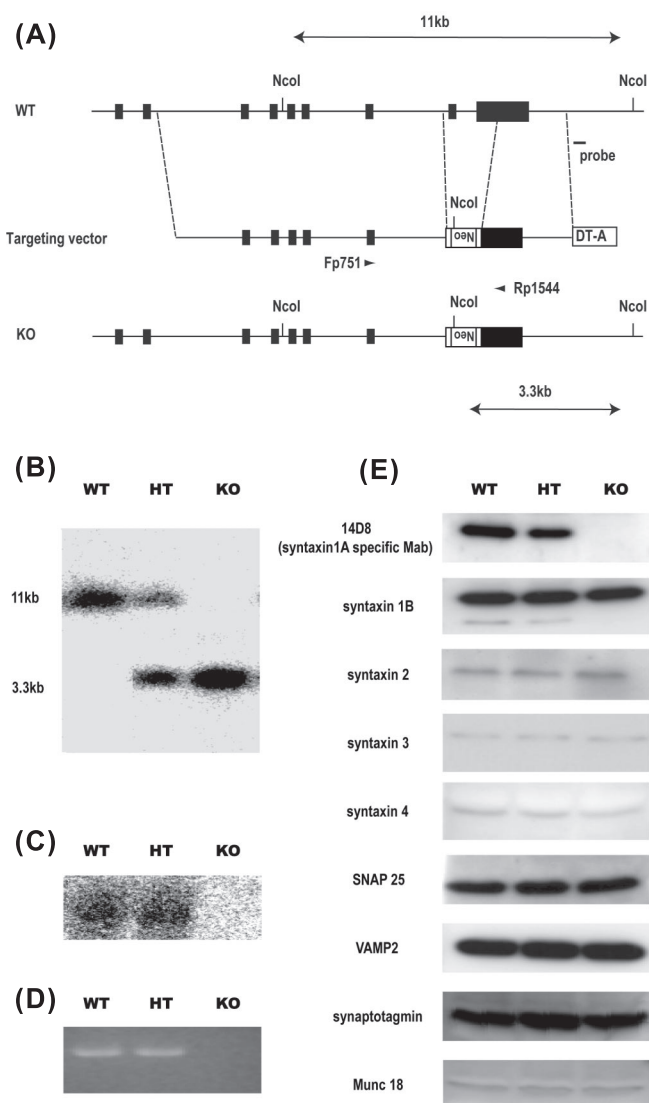 (A)
11kb
NcoI
NcoI
WT
probe
NcoI
Targeting vector
Neo
DT-A
Fp751
Rp1544
NcoI
NcoI
NcoI
KO
Neo
3.3kb
(B)
WT HT KO
11kb
3.3kb
(C)
WT HT KO
(D)
WT HT KO
(E)
WT HT KO
14D8
(syntaxin1A specific Mab)
syntaxin 1B
syntaxin 2
syntaxin 3
syntaxin 4
SNAP 25
VAMP2
synaptotagmin
Munc 18